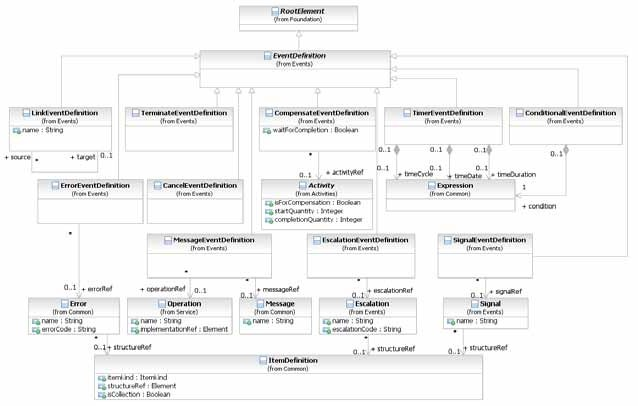 RootElement
(from Foundation)
EventDefinition
(from Events)
LinkEventDefinition
(from Events)
name : String
TerminateEventDefinition
(from Events)
CompensateEventDefinition
(from Events)
waitForCompletion : Boolean
TimerEventDefinition
(from Events)
ConditionalEventDefinition
(from Events)
+ source
*
+ target
0..1
*
0..1
+ activityRef
0..1
0..1
0..1
0..1
+ timeCycle
+ timeDate
+ timeDuration
ErrorEventDefinition
(from Events)
CancelEventDefinition
(from Events)
Activity
(from Activities)
isForCompensation : Boolean
startQuantity : Integer
completionQuantity : Integer
Expression
(from Common)
1
+ condition
MessageEventDefinition
(from Events)
EscalationEventDefinition
(from Events)
SignalEventDefinition
(from Events)
*
0..1
+ errorRef
*
+ operationRef
0..1
*
+ messageRef
0..1
*
+ escalationRef
0..1
*
+ signalRef
0..1
Error
(from Common)
name : String
errorCode : String
Operation
(from Service)
name : String
implementationRef : Element
Message
(from Common)
name : String
Escalation
(from Events)
name : String
escalationCode : String
Signal
(from Events)
name : String
*
0..1
+ structureRef
*
0..1
+ structureRef
*
0..1
+ structureRef
ItemDefinition
(from Common)
itemKind : ItemKind
structureRef : Element
isCollection : Boolean